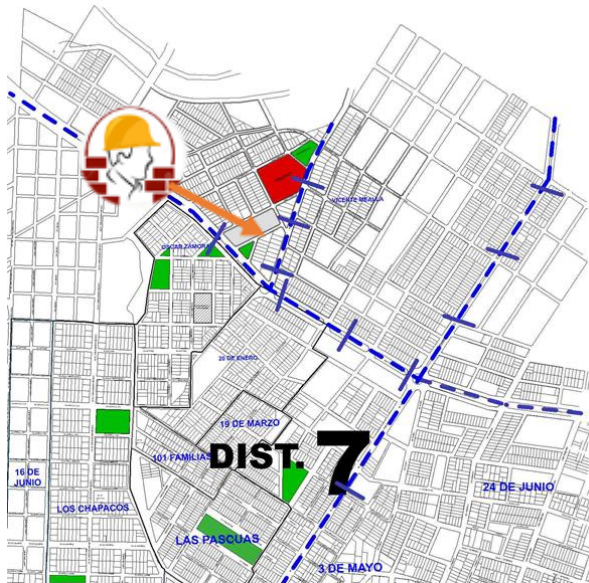 VICENTE MEALLA
OSCAR ZAMORA
20 DE ENERO
19 DE MARZO
DIST. 7
101 FAMILIAS
16 DE
JUNIO
24 DE JUNIO
LOS CHAPACOS
LAS PASCUAS
3 DE MAYO